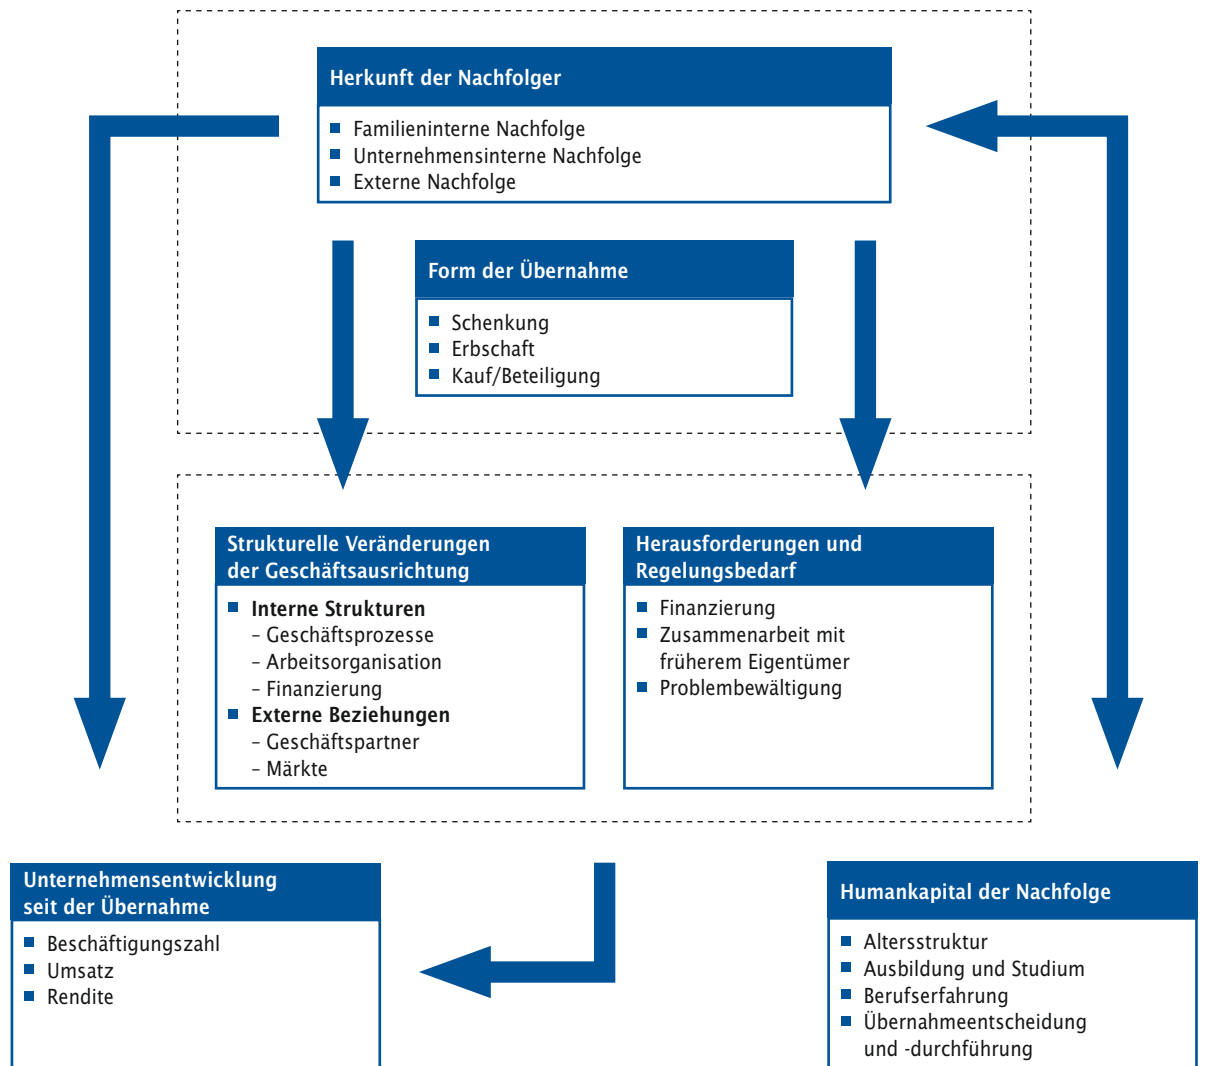 Herkunft der Nachfolger
■ Familieninterne Nachfolge
■ Unternehmensinterne Nachfolge
■ Externe Nachfolge
Form der Übernahme
■ Schenkung
■ Erbschaft
■ Kauf/Beteiligung
Strukturelle Veränderungen
der Geschäftsausrichtung
■ Interne Strukturen
– Geschäftsprozesse
– Arbeitsorganisation
– Finanzierung
■ Externe Beziehungen
– Geschäftspartner
– Märkte
Herausforderungen und
Regelungsbedarf
■ Finanzierung
■ Zusammenarbeit mit
früherem Eigentümer
■ Problembewältigung
Unternehmensentwicklung
seit der Übernahme
■ Beschäftigungszahl
■ Umsatz
■ Rendite
Humankapital der Nachfolge
■ Altersstruktur
■ Ausbildung und Studium
■ Berufserfahrung
■ Übernahmeentscheidung
und -durchführung